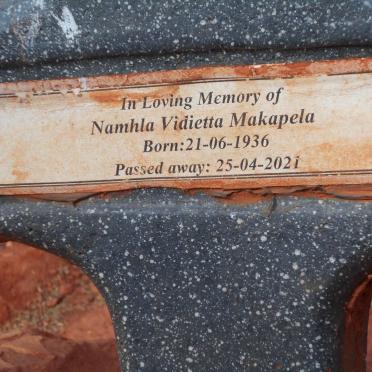 In Loving Memory of
Namhla Vidietta Makapela
Born:21-06-1936
Passed away: 25-04-2021